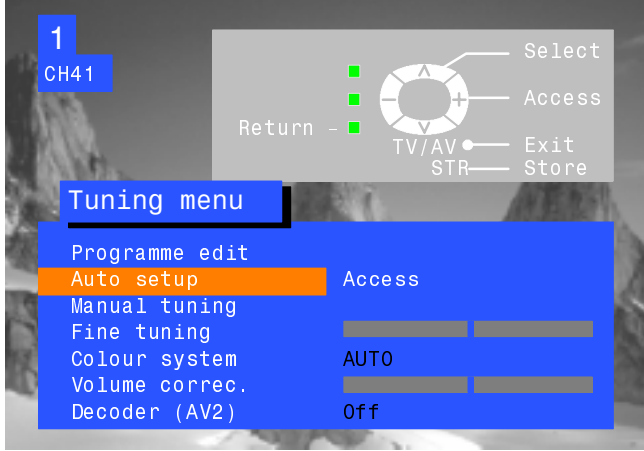 1
CH41
Select
Access
Return -
TV/AV Exit
STR Store
Tuning menu
Programme edit
Auto setup Access
Manual tuning
Fine tuning
Colour system AUTO
Volume correc.
Decoder (AV2) Off